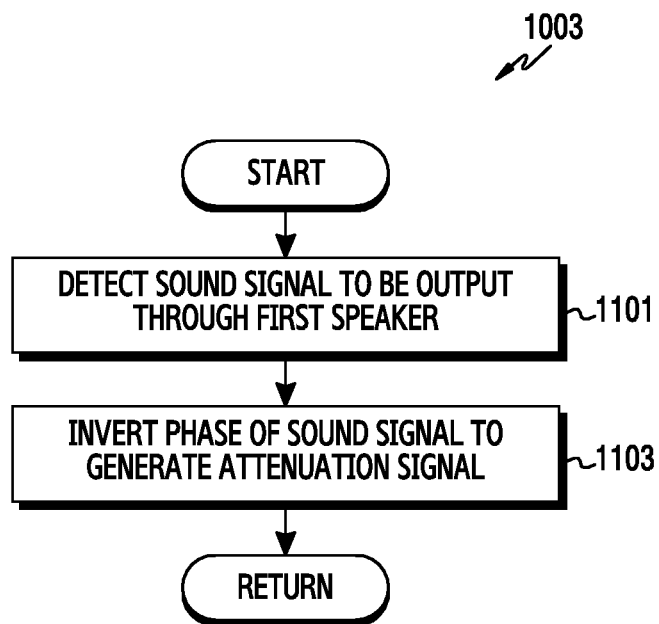 1003
START
DETECT SOUND SIGNAL TO BE OUTPUT
THROUGH FIRST SPEAKER
1101
INVERT PHASE OF SOUND SIGNAL TO
GENERATE ATTENUATION SIGNAL
1103
RETURN